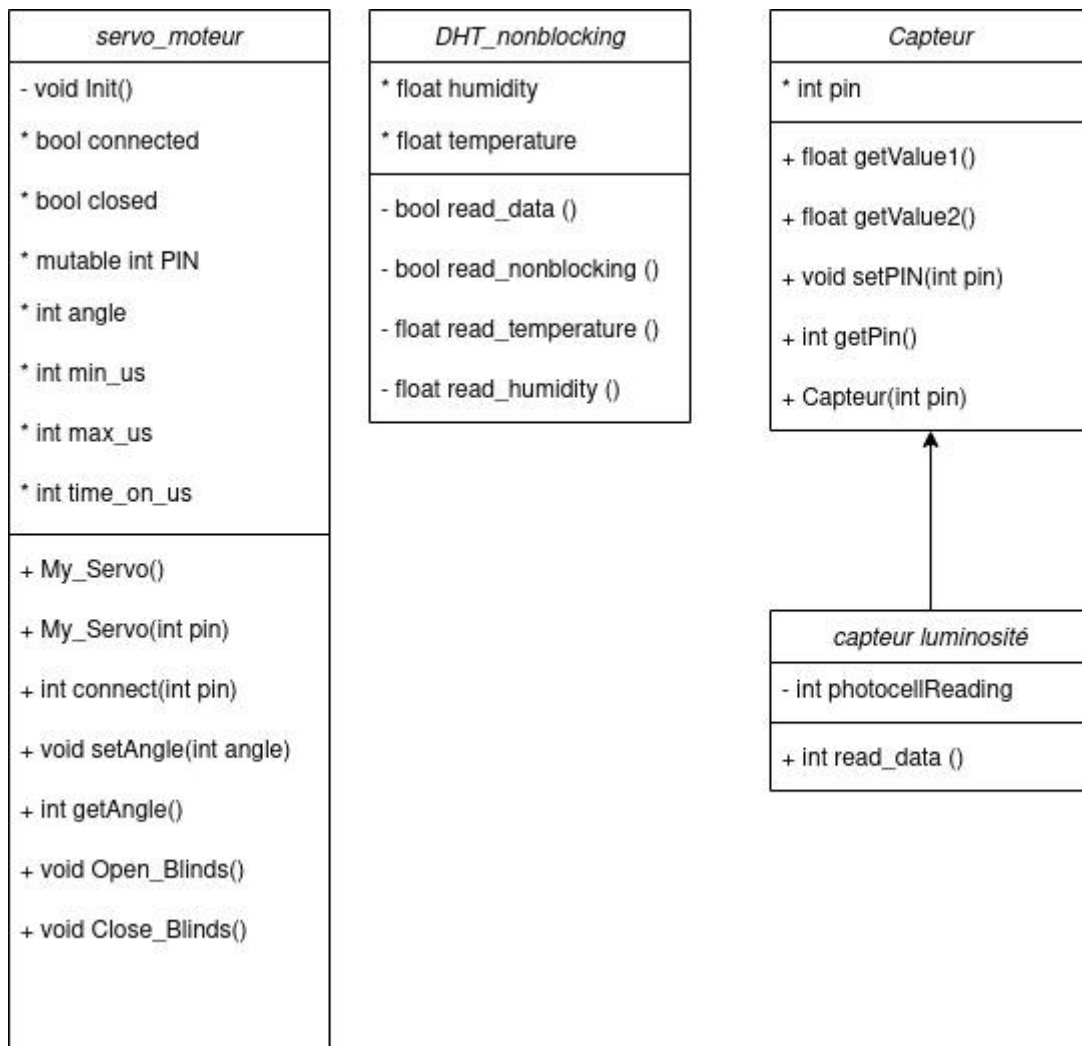 servo_moteur
- void Init()
* bool connected
* bool closed
* mutable int PIN
* int angle
* int min_us
* int max_us
* int time_on_us
+ My_Servo()
+ My_Servo(int pin)
+ int connect(int pin)
+ void setAngle(int angle)
+ int getAngle()
+ void Open_Blinds()
+ void Close_Blinds()
DHT_nonblocking
* float humidity
* float temperature
- bool read_data ()
- bool read_nonblocking ()
- float read_temperature ()
- float read_humidity ()
Capteur
* int pin
+ float getValue1()
+ float getValue2()
+ void setPIN(int pin)
+ int getPin()
+ Capteur(int pin)
capteur luminosité
- int photocellReading
+ int read_data ()